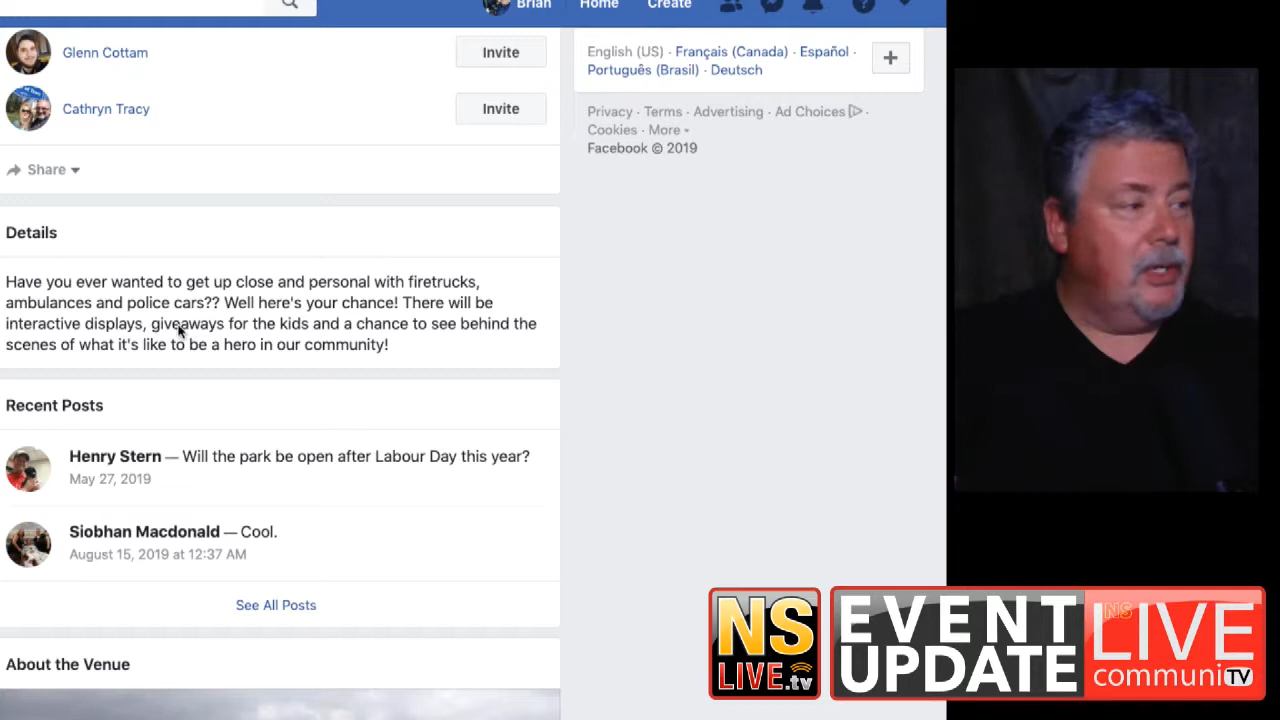 Brian Home Create
Glenn Cottam Invite
Cathryn Tracy Invite
Share
English (US) · Français (Canada) · Español ·
Português (Brasil) · Deutsch
+
Privacy · Terms · Advertising · Ad Choices ·
Cookies · More
Facebook © 2019
Details
Have you ever wanted to get up close and personal with firetrucks,
ambulances and police cars?? Well here's your chance! There will be
interactive displays, giveaways for the kids and a chance to see behind the
scenes of what it's like to be a hero in our community!
Recent Posts
Henry Stern — Will the park be open after Labour Day this year?
May 27, 2019
Siobhan Macdonald — Cool.
August 15, 2019 at 12:37 AM
See All Posts
About the Venue
NS
LIVE.tv
EVENT
UPDATE
NS
LIVE
communiTV